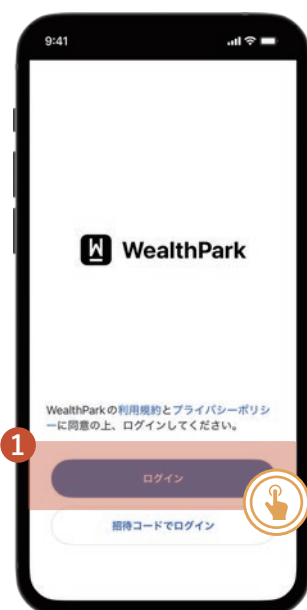 9:41
WealthPark
WealthParkの利用規約とプライバシーポリシ
ーに同意の上、ログインしてください。
1
ログイン
招待コードでログイン